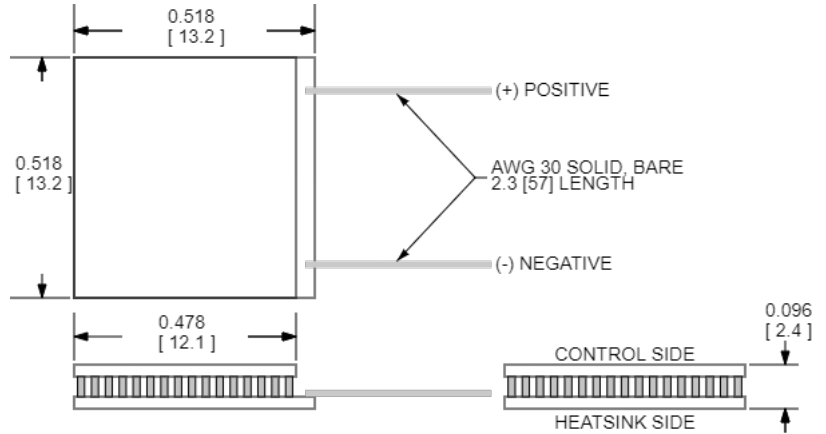 0.518
[ 13.2 ]
(+) POSITIVE
0.518
[ 13.2 ]
AWG 30 SOLID, BARE
2.3 [57] LENGTH
(-) NEGATIVE
0.478
[ 12.1 ]
0.096
[ 2.4 ]
CONTROL SIDE
HEATSINK SIDE